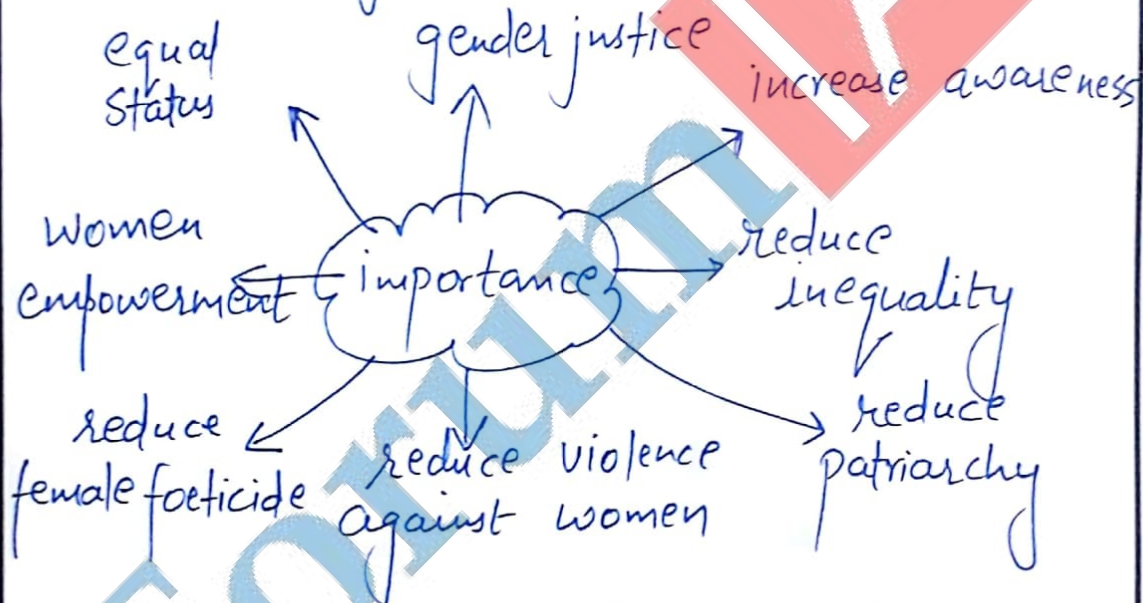 equal
status
gender justice
increase awareness
women
empowerment
importance
reduce
inequality
reduce
female foeticide
reduce violence
against women
reduce
patriarchy
forum